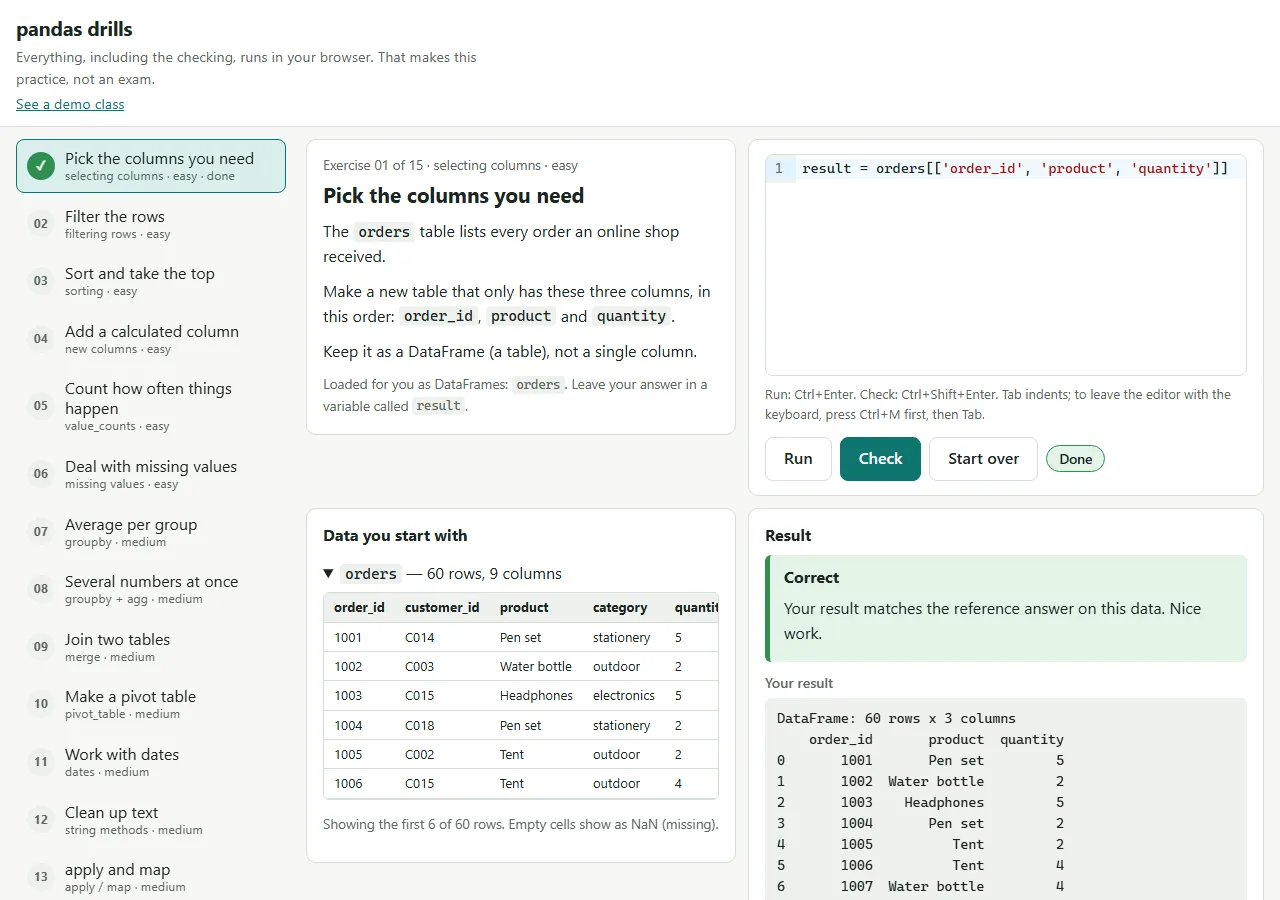 pandas drills
Everything, including the checking, runs in your browser. That makes this
practice, not an exam.
See a demo class
✓
Pick the columns you need
selecting columns · easy · done
02
Filter the rows
filtering rows · easy
03
Sort and take the top
sorting · easy
04
Add a calculated column
new columns · easy
05
Count how often things
happen
value_counts · easy
06
Deal with missing values
missing values · easy
07
Average per group
groupby · medium
08
Several numbers at once
groupby + agg · medium
09
Join two tables
merge · medium
10
Make a pivot table
pivot_table · medium
11
Work with dates
dates · medium
12
Clean up text
string methods · medium
13
apply and map
apply / map · medium
Exercise 01 of 15 · selecting columns · easy
Pick the columns you need
The orders table lists every order an online shop
received.
Make a new table that only has these three columns, in
this order: order_id, product and quantity.
Keep it as a DataFrame (a table), not a single column.
Loaded for you as DataFrames: orders. Leave your answer in a
variable called result.
1 result = orders[['order_id', 'product', 'quantity']]
Run: Ctrl+Enter. Check: Ctrl+Shift+Enter. Tab indents; to leave the editor with the
keyboard, press Ctrl+M first, then Tab.
Run Check Start over Done
Data you start with
▼ orders — 60 rows, 9 columns
order_id customer_id product category quantit
1001 C014 Pen set stationery 5
1002 C003 Water bottle outdoor 2
1003 C015 Headphones electronics 5
1004 C018 Pen set stationery 2
1005 C002 Tent outdoor 2
1006 C015 Tent outdoor 4
Showing the first 6 of 60 rows. Empty cells show as NaN (missing).
Result
Correct
Your result matches the reference answer on this data. Nice
work.
Your result
DataFrame: 60 rows x 3 columns
order_id product quantity
0 1001 Pen set 5
1 1002 Water bottle 2
2 1003 Headphones 5
3 1004 Pen set 2
4 1005 Tent 2
5 1006 Tent 4
6 1007 Water bottle 4